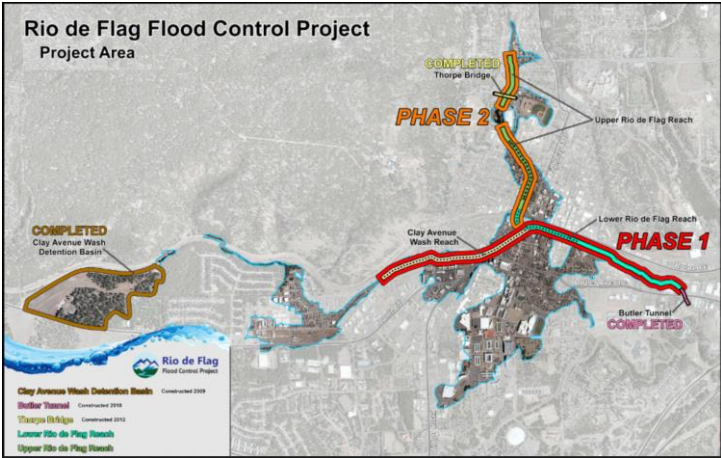 Rio de Flag Flood Control Project
Project Area
COMPLETED
Thorpe Bridge
PHASE 2
Upper Rio de Flag Reach
COMPLETED
Clay Avenue Wash
Detention Basin
Clay Avenue
Wash Reach
Lower Rio de Flag Reach
PHASE 1
Butler Tunnel
COMPLETED
Rio de Flag
Flood Control Project
Clay Avenue Wash Detention Basin Constructed 2009
Butler Tunnel Constructed 2010
Thorpe Bridge Constructed 2012
Lower Rio de Flag Reach
Upper Rio de Flag Reach